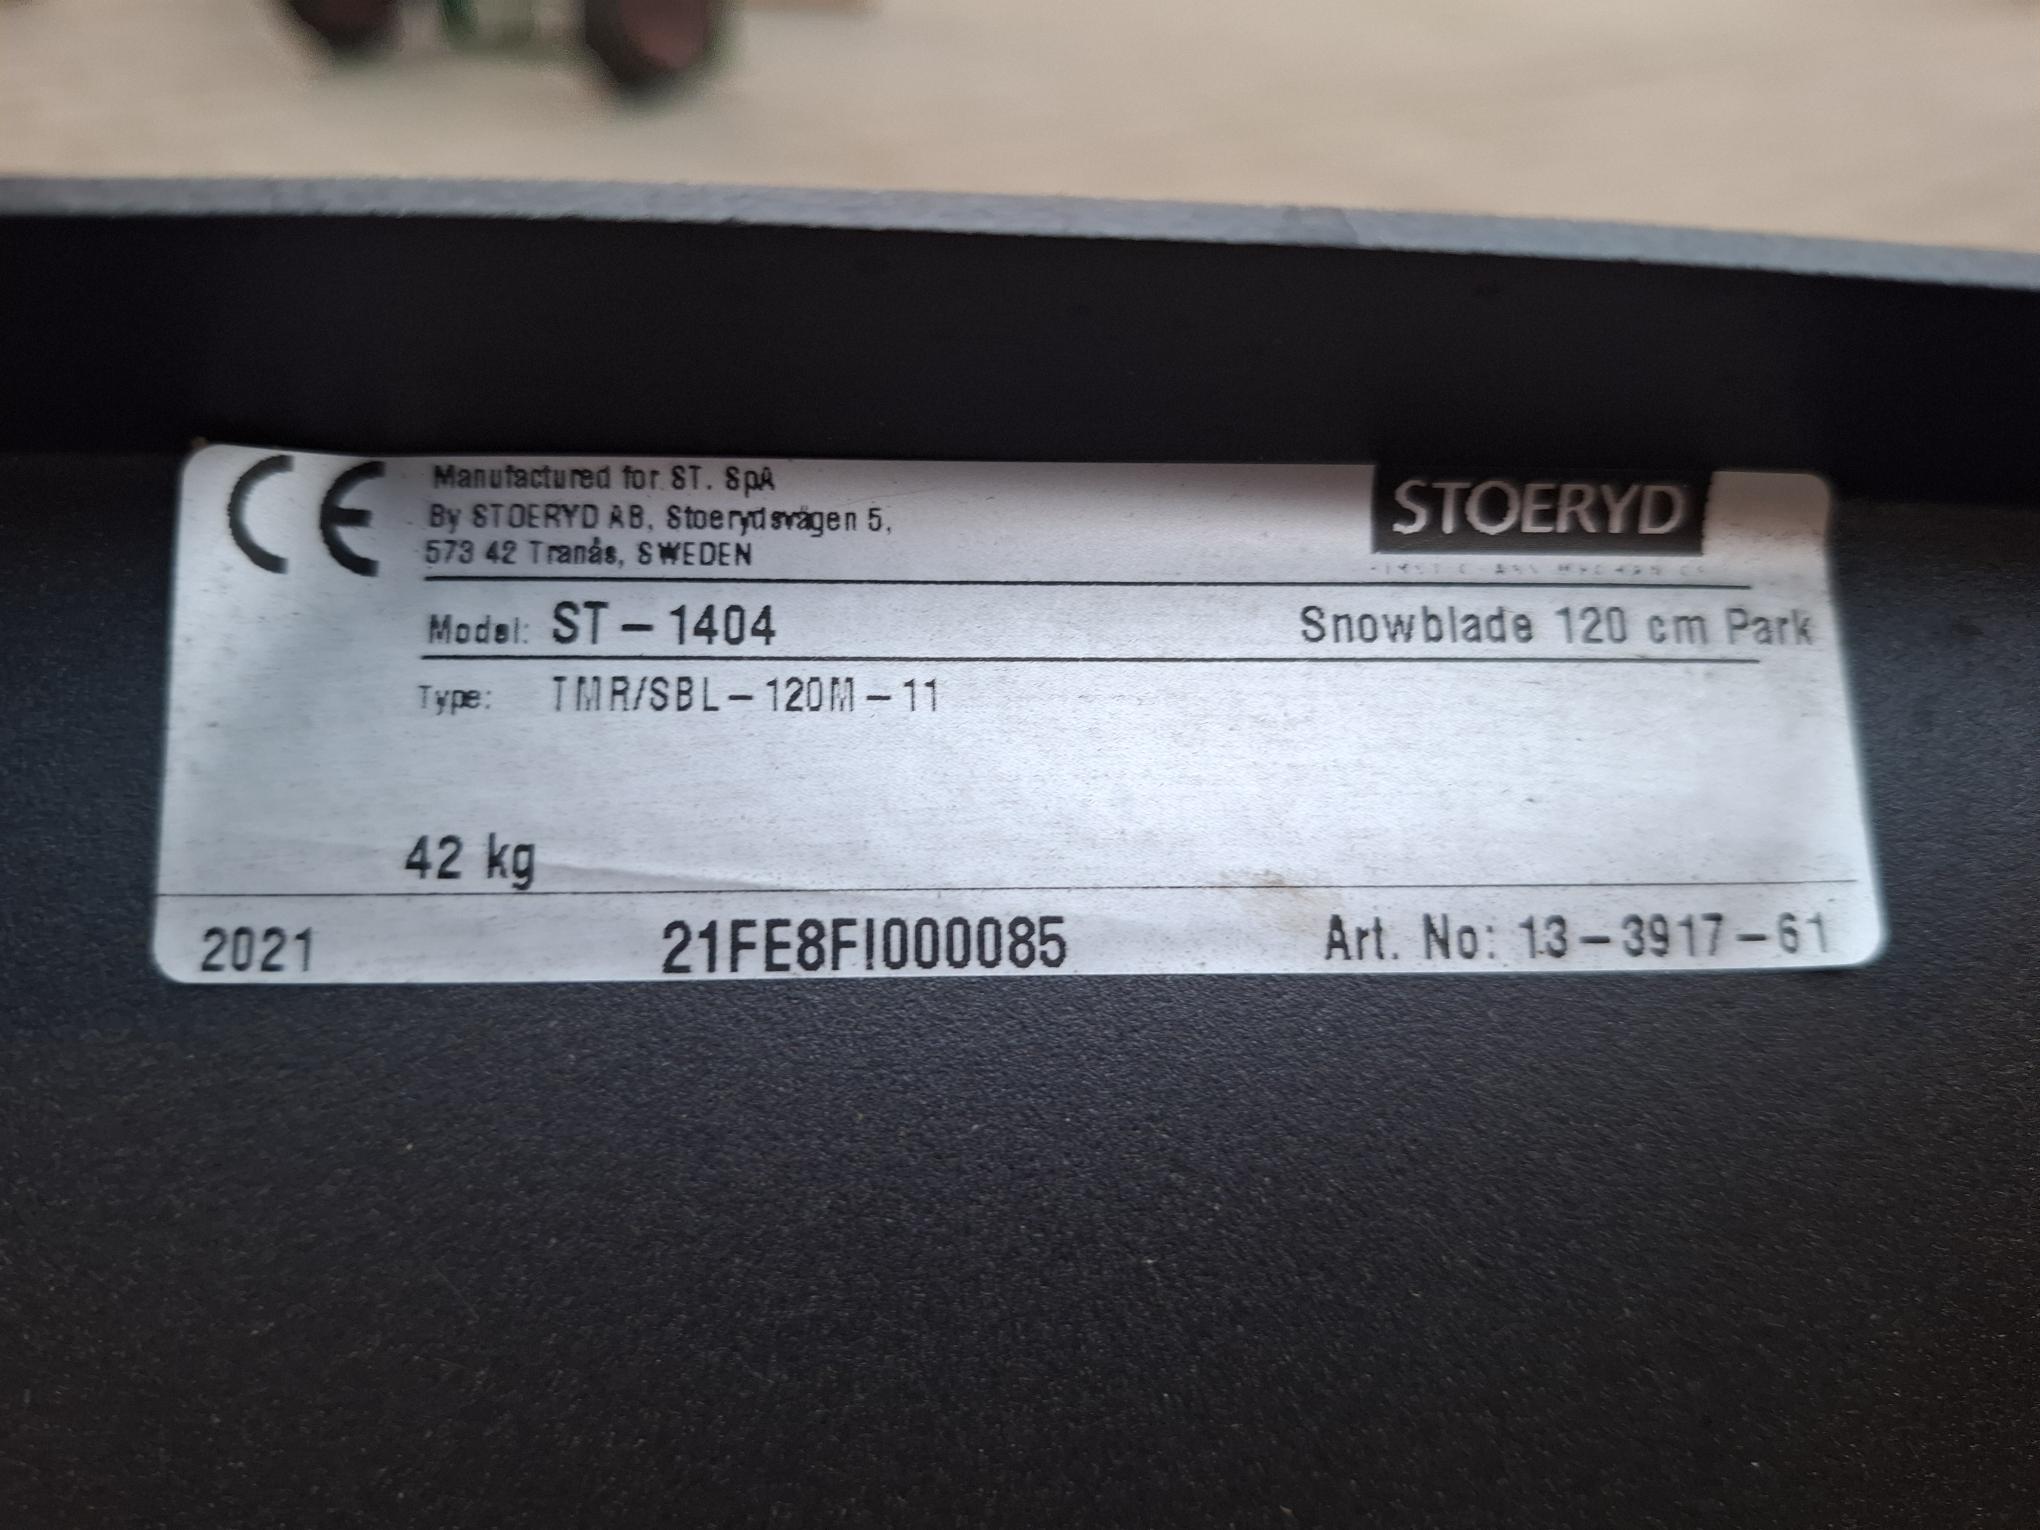 CE
Manufactured for ST. SpA
By STOERYD AB, Stoerydsvägen 5,
573 42 Tranås, SWEDEN
STOERYD
Model: ST-1404 Snowblade 120 cm Park
Type: TMR/SBL-120M-11
42 kg
2021 21FE8FI000085 Art. No: 13-3917-61